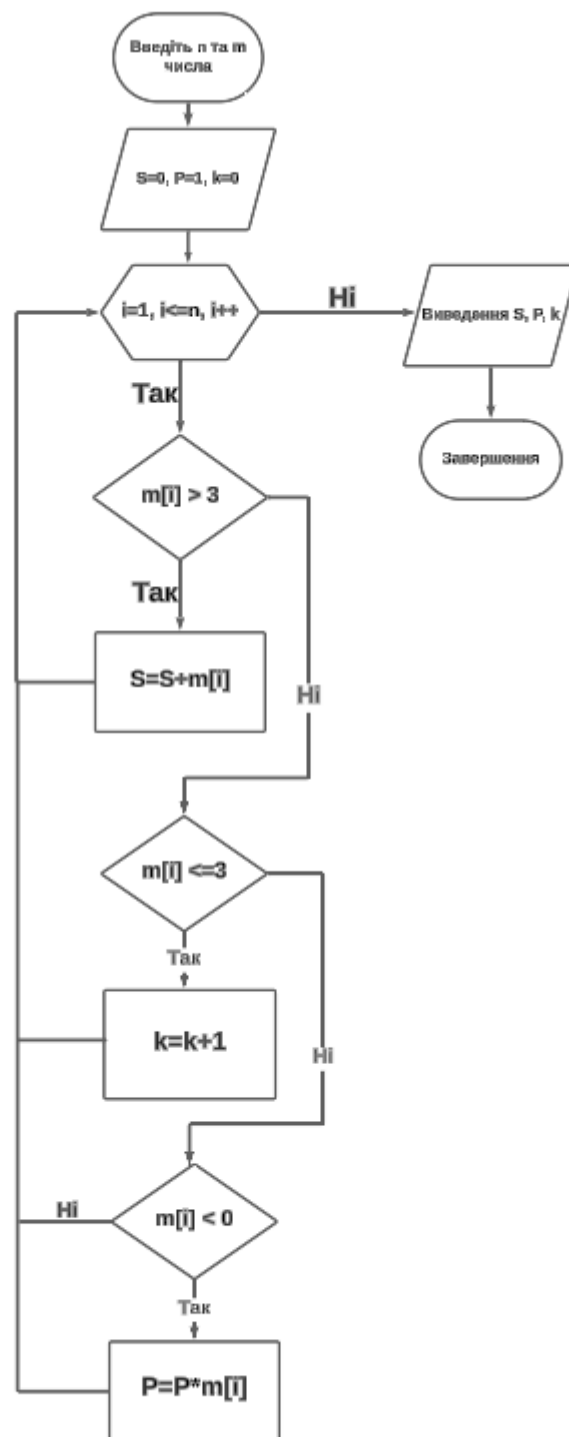 Введіть n та m
числа
S=0, P=1, k=0
i=1, i<=n, i++
Ні
Виведення S, P, k
Так
Завершення
m[i] > 3
Так
S=S+m[i]
Ні
m[i] <=3
Так
k=k+1
Ні
m[i] < 0
Ні
Так
P=P*m[i]